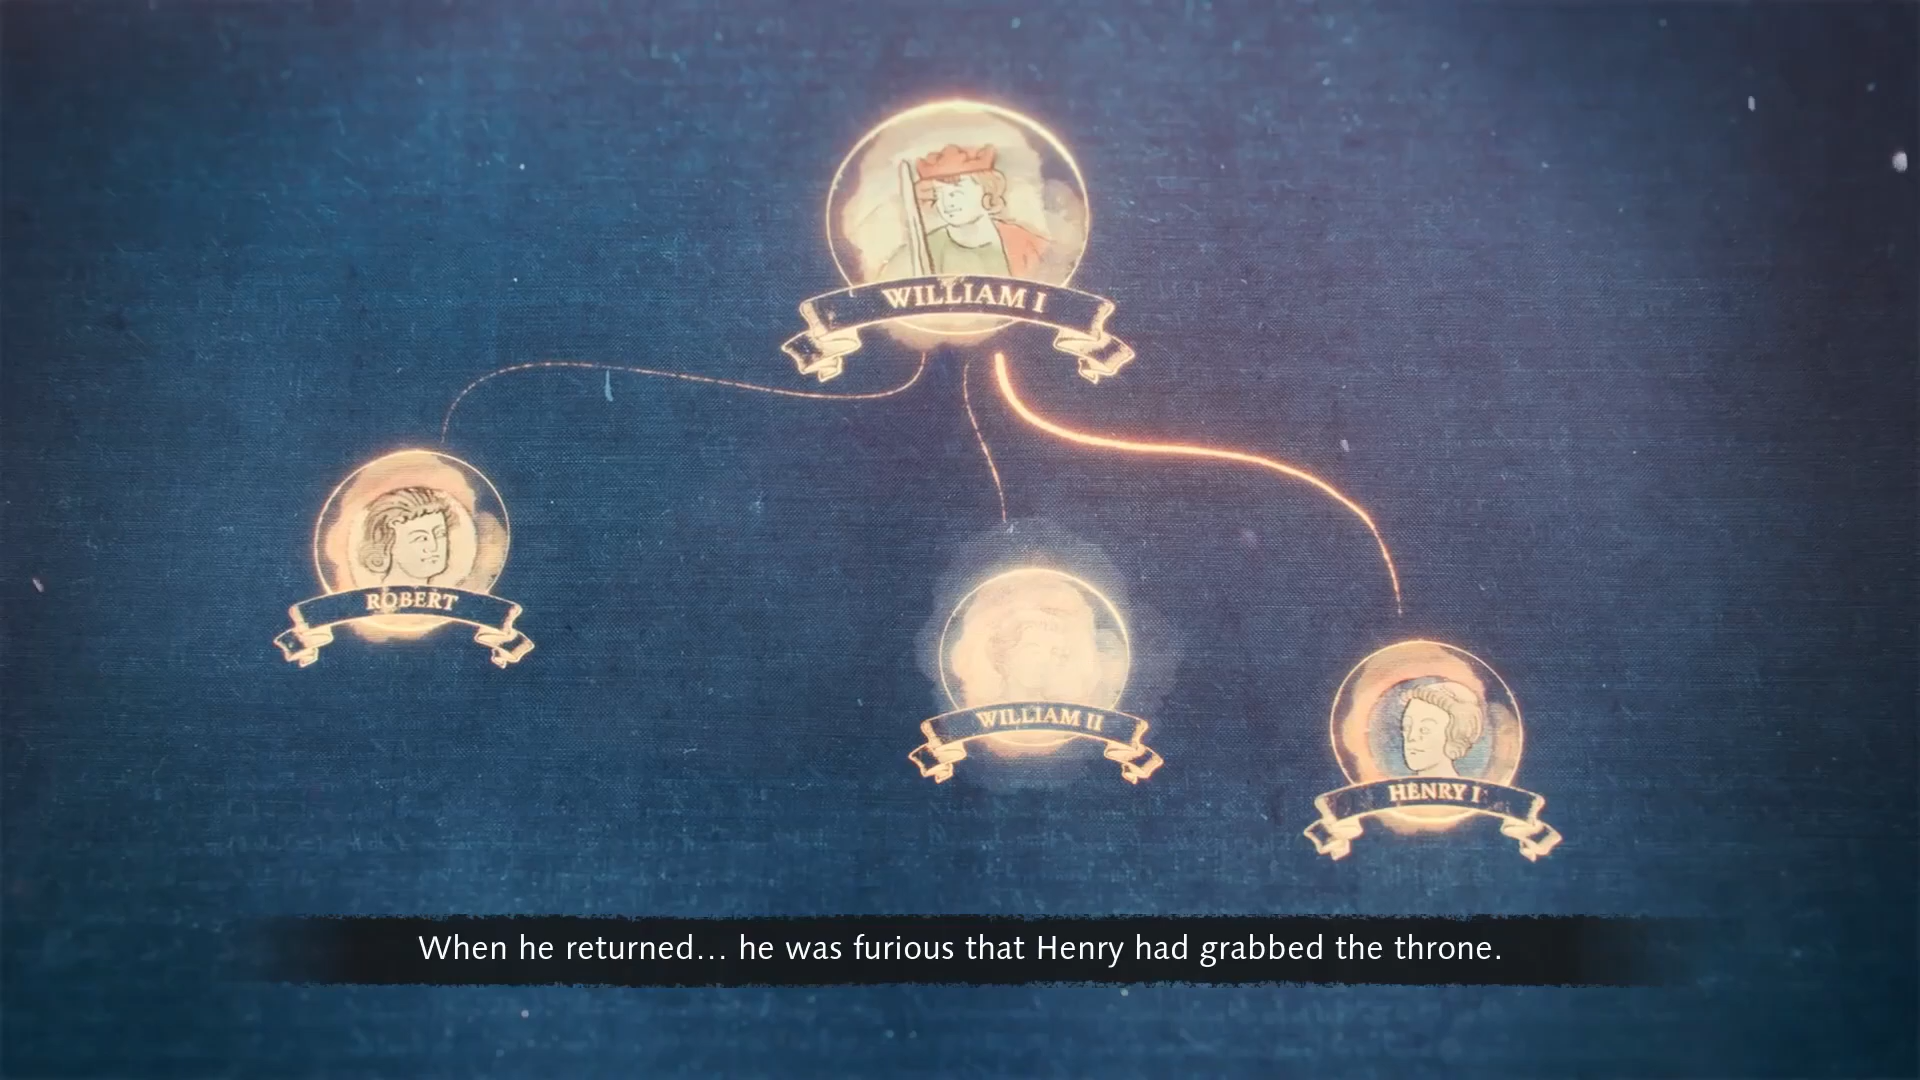 WILLIAM I
ROBERT
WILLIAM II
HENRY I
When he returned... he was furious that Henry had grabbed the throne.